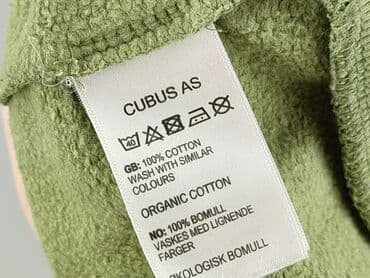 CUBUS AS
40
GB: 100% COTTON
WASH WITH SIMILAR
COLOURS
ORGANIC COTTON
NO: 100% BOMULL
VASKES MED LIGNENDE
FARGER
ØKOLOGISK BOMULL